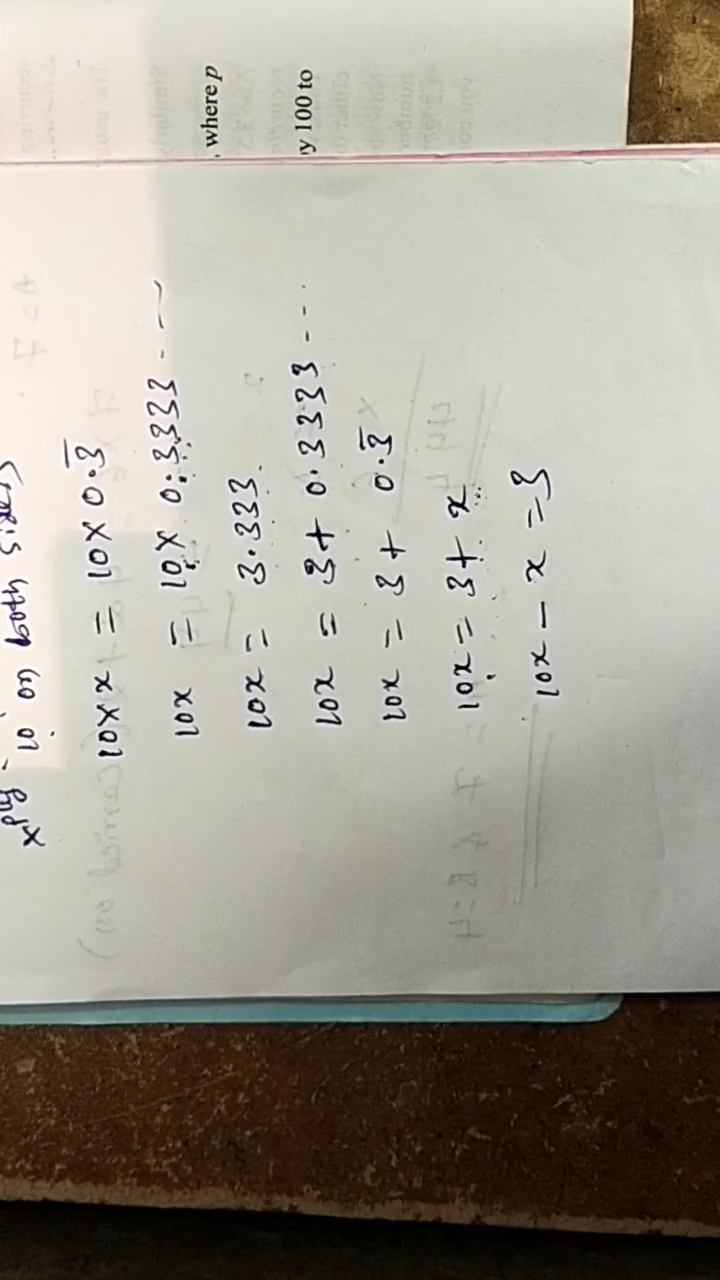 , where p
by 100 to
xply 10 on both sides
10×x = 10×0.3̅
10x = 10× 0.3333 - - -
10x = 3.333.
10x = 3+ 0.3333 - - -
10x = 3+ 0.3̅
10x = 3+ x
10x - x = 3